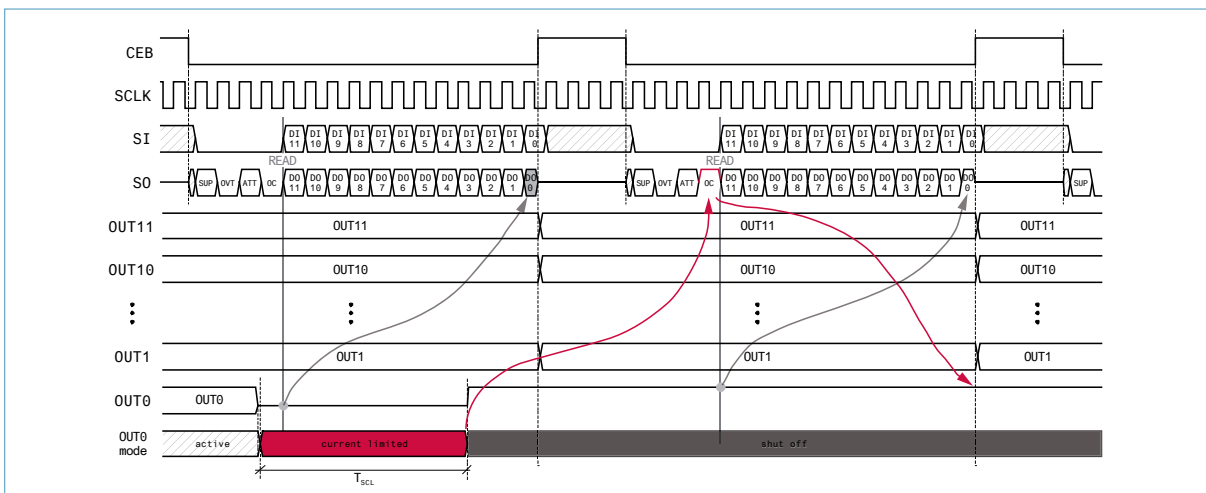 CEB
SCLK
SI DI 11 DI 10 DI 9 DI 8 DI 7 DI 6 DI 5 DI 4 DI 3 DI 2 DI 1 DI 0 DI 11 DI 10 DI 9 DI 8 DI 7 DI 6 DI 5 DI 4 DI 3 DI 2 DI 1 DI 0
READ READ
SO SUP OVT ATT OC DO 11 DO 10 DO 9 DO 8 DO 7 DO 6 DO 5 DO 4 DO 3 DO 2 DO 1 DO 0 SUP OVT ATT OC DO 11 DO 10 DO 9 DO 8 DO 7 DO 6 DO 5 DO 4 DO 3 DO 2 DO 1 DO 0 SUP
OUT11 OUT11 OUT11 OUT11
OUT10 OUT10 OUT10 OUT10
OUT1 OUT1 OUT1 OUT1
OUT0 OUT0
OUT0 mode active current limited shut off
TSCL